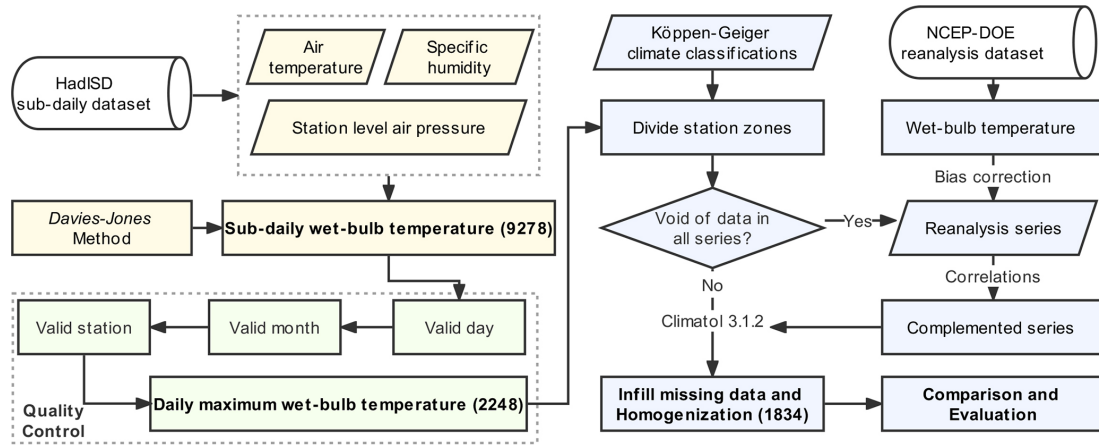 HadISD
sub-daily dataset
Air
temperature
Specific
humidity
Station level air pressure
Davies-Jones
Method
Sub-daily wet-bulb temperature (9278)
Valid station
Valid month
Valid day
Quality
Control
Daily maximum wet-bulb temperature (2248)
Köppen-Geiger
climate classifications
Divide station zones
Void of data in
all series?
Yes
No
Climatol 3.1.2
Infill missing data and
Homogenization (1834)
NCEP-DOE
reanalysis dataset
Wet-bulb temperature
Bias correction
Reanalysis series
Correlations
Complemented series
Comparison and
Evaluation